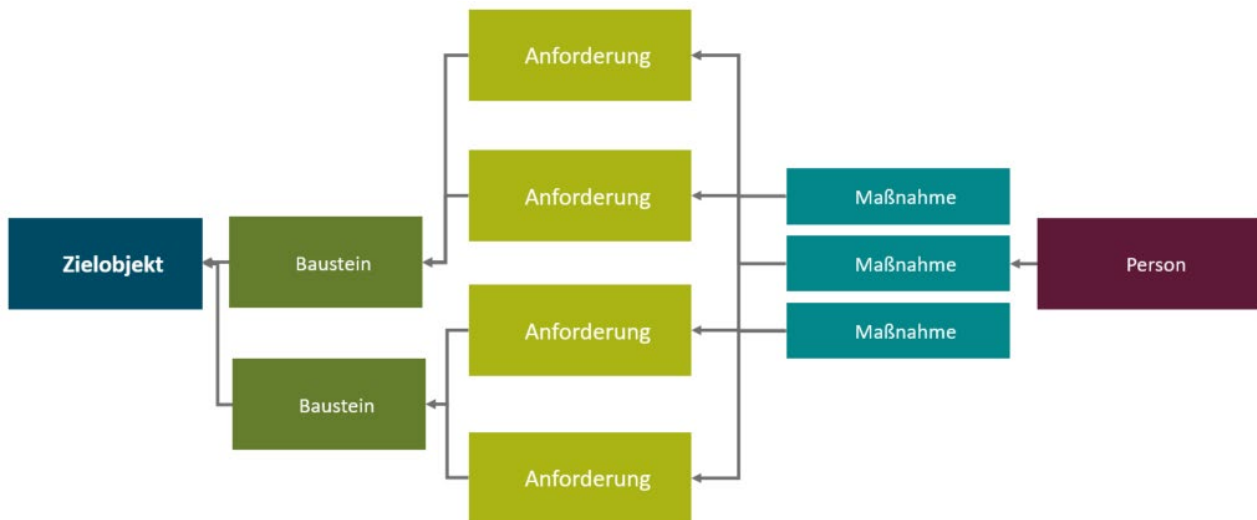 Zielobjekt
Baustein
Baustein
Anforderung
Anforderung
Anforderung
Anforderung
Maßnahme
Maßnahme
Maßnahme
Person